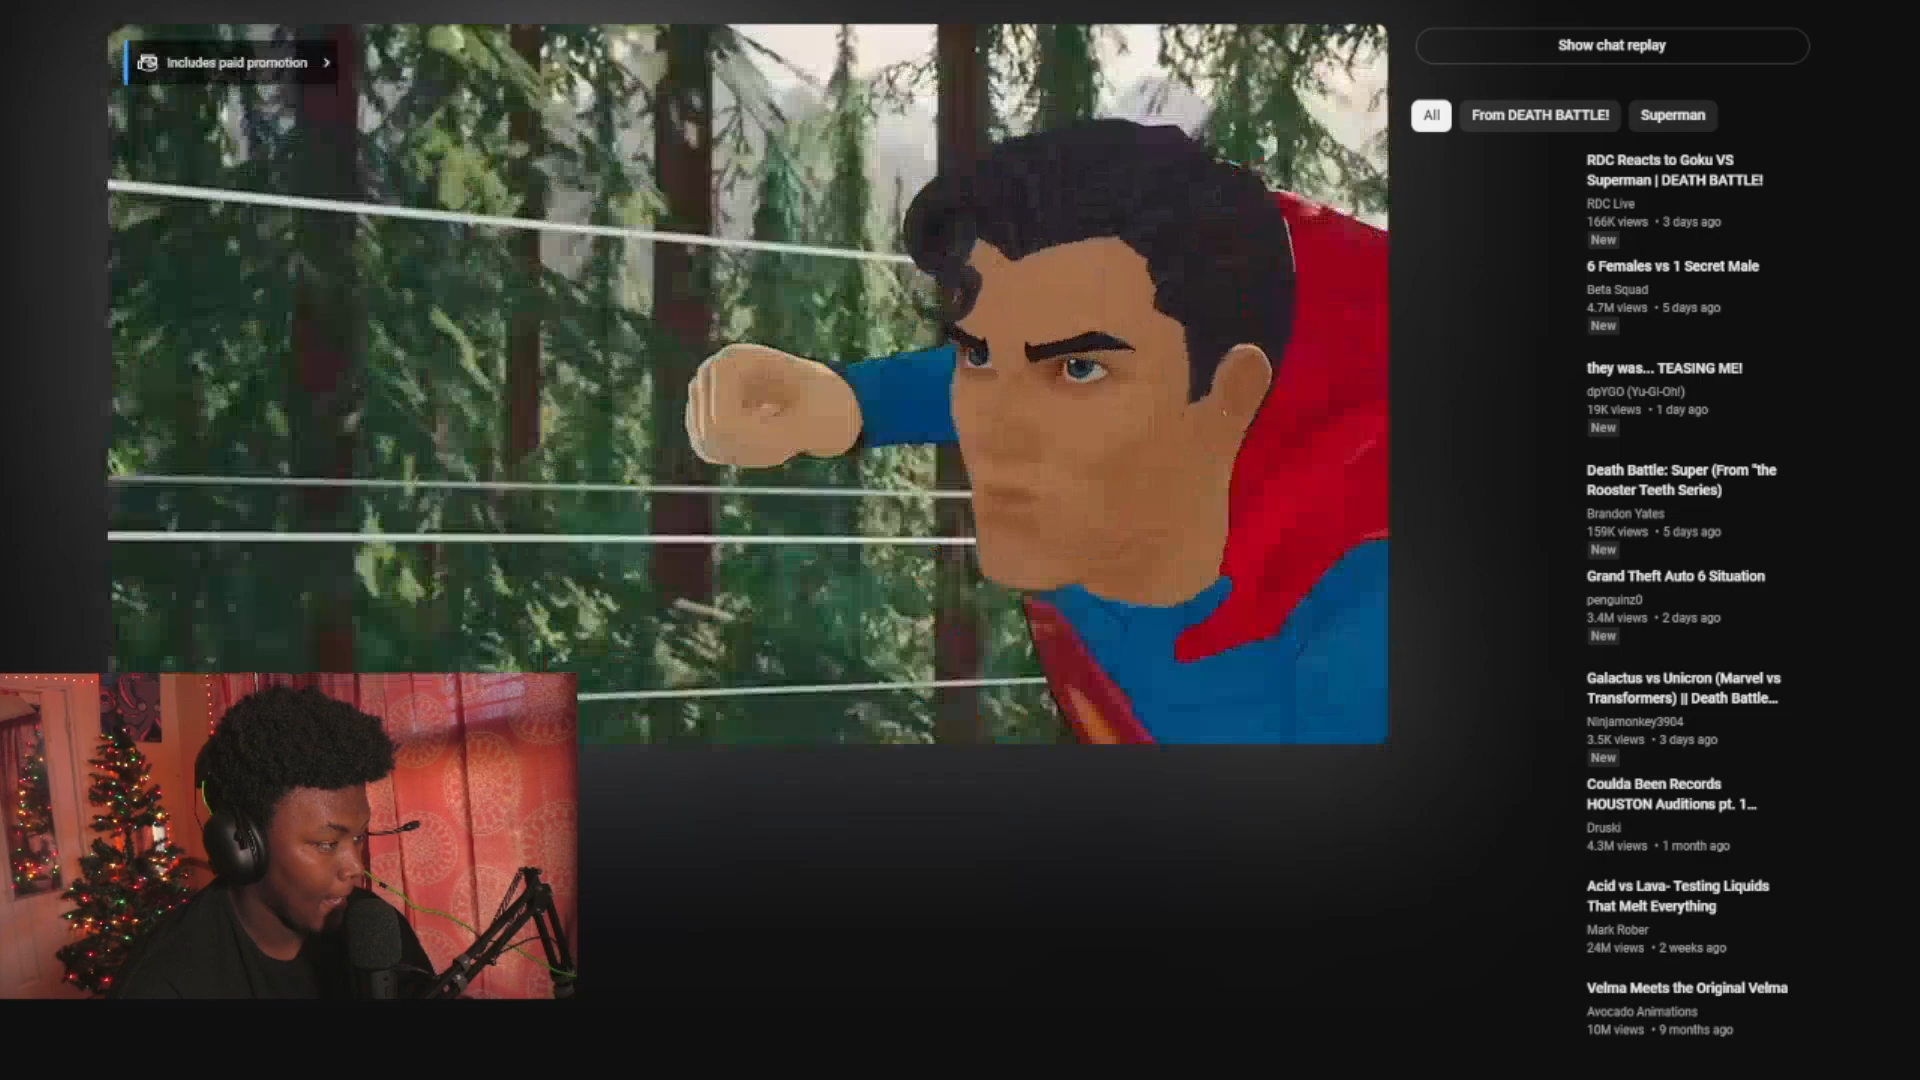 Includes paid promotion
Show chat replay
All
From DEATH BATTLE!
Superman
RDC Reacts to Goku VS
Superman | DEATH BATTLE!
RDC Live
166K views • 3 days ago
New
6 Females vs 1 Secret Male
Beta Squad
4.7M views • 5 days ago
New
they was... TEASING ME!
dpYGO (Yu-Gi-Oh!)
19K views • 1 day ago
New
Death Battle: Super (From "the
Rooster Teeth Series)
Brandon Yates
159K views • 5 days ago
New
Grand Theft Auto 6 Situation
penguinz0
3.4M views • 2 days ago
New
Galactus vs Unicron (Marvel vs
Transformers) || Death Battle...
Ninjamonkey3904
3.5K views • 3 days ago
New
Coulda Been Records
HOUSTON Auditions pt. 1...
Druski
4.3M views • 1 month ago
Acid vs Lava- Testing Liquids
That Melt Everything
Mark Rober
24M views • 2 weeks ago
Velma Meets the Original Velma
Avocado Animations
10M views • 9 months ago